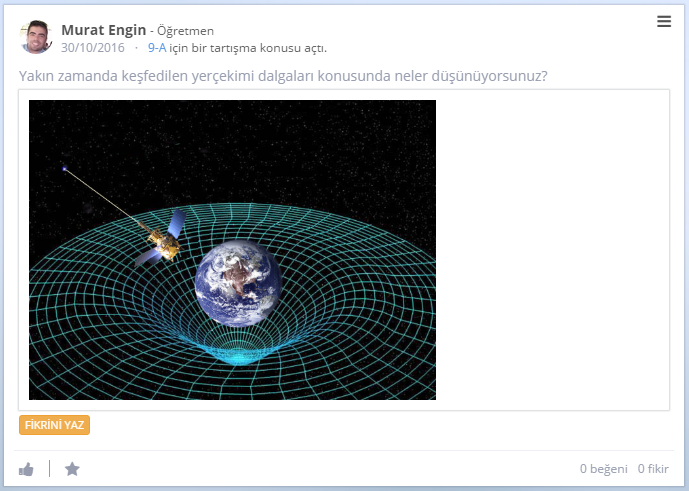 Murat Engin - Öğretmen
30/10/2016 · 9-A için bir tartışma konusu açtı.
Yakın zamanda keşfedilen yerçekimi dalgaları konusunda neler düşünüyorsunuz?
FİKRİNİ YAZ
0 beğeni 0 fikir